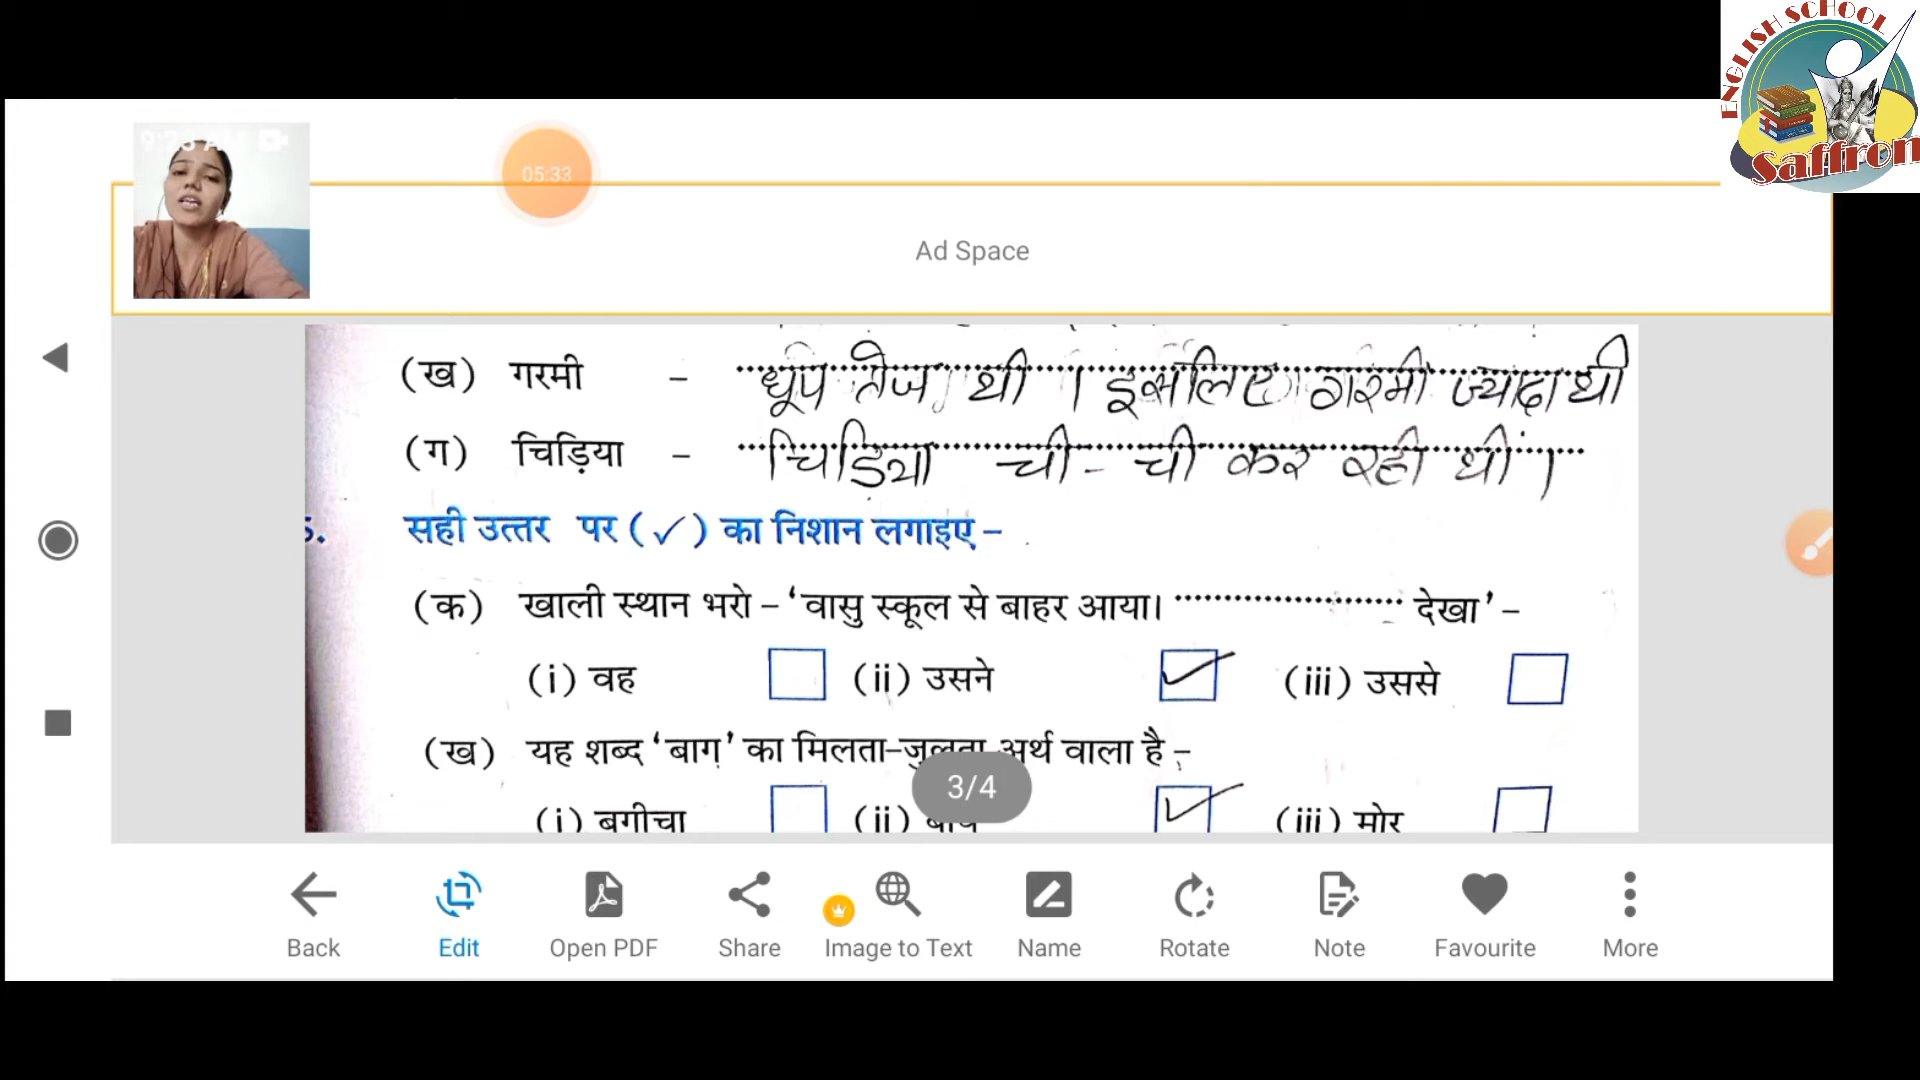 ENGLISH SCHOOL
Saffron
05:33
Ad Space
(ख) गरमी - धूप तेज थी । इसलिए गरमी ज्यादा थी
(ग) चिड़िया - चिडिया ची - ची कर रही थी ।
सही उत्तर पर ( ✓ ) का निशान लगाइए –
(क) खाली स्थान भरो – ‘वासु स्कूल से बाहर आया। ........................ देखा’ –
(i) वह (ii) उसने ✓ (iii) उससे
(ख) यह शब्द ‘बाग़’ का मिलता-जुलता अर्थ वाला है –
3/4
(i) बगीचा (ii) ✓ (iii) मोर
Back Edit Open PDF Share Image to Text Name Rotate Note Favourite More